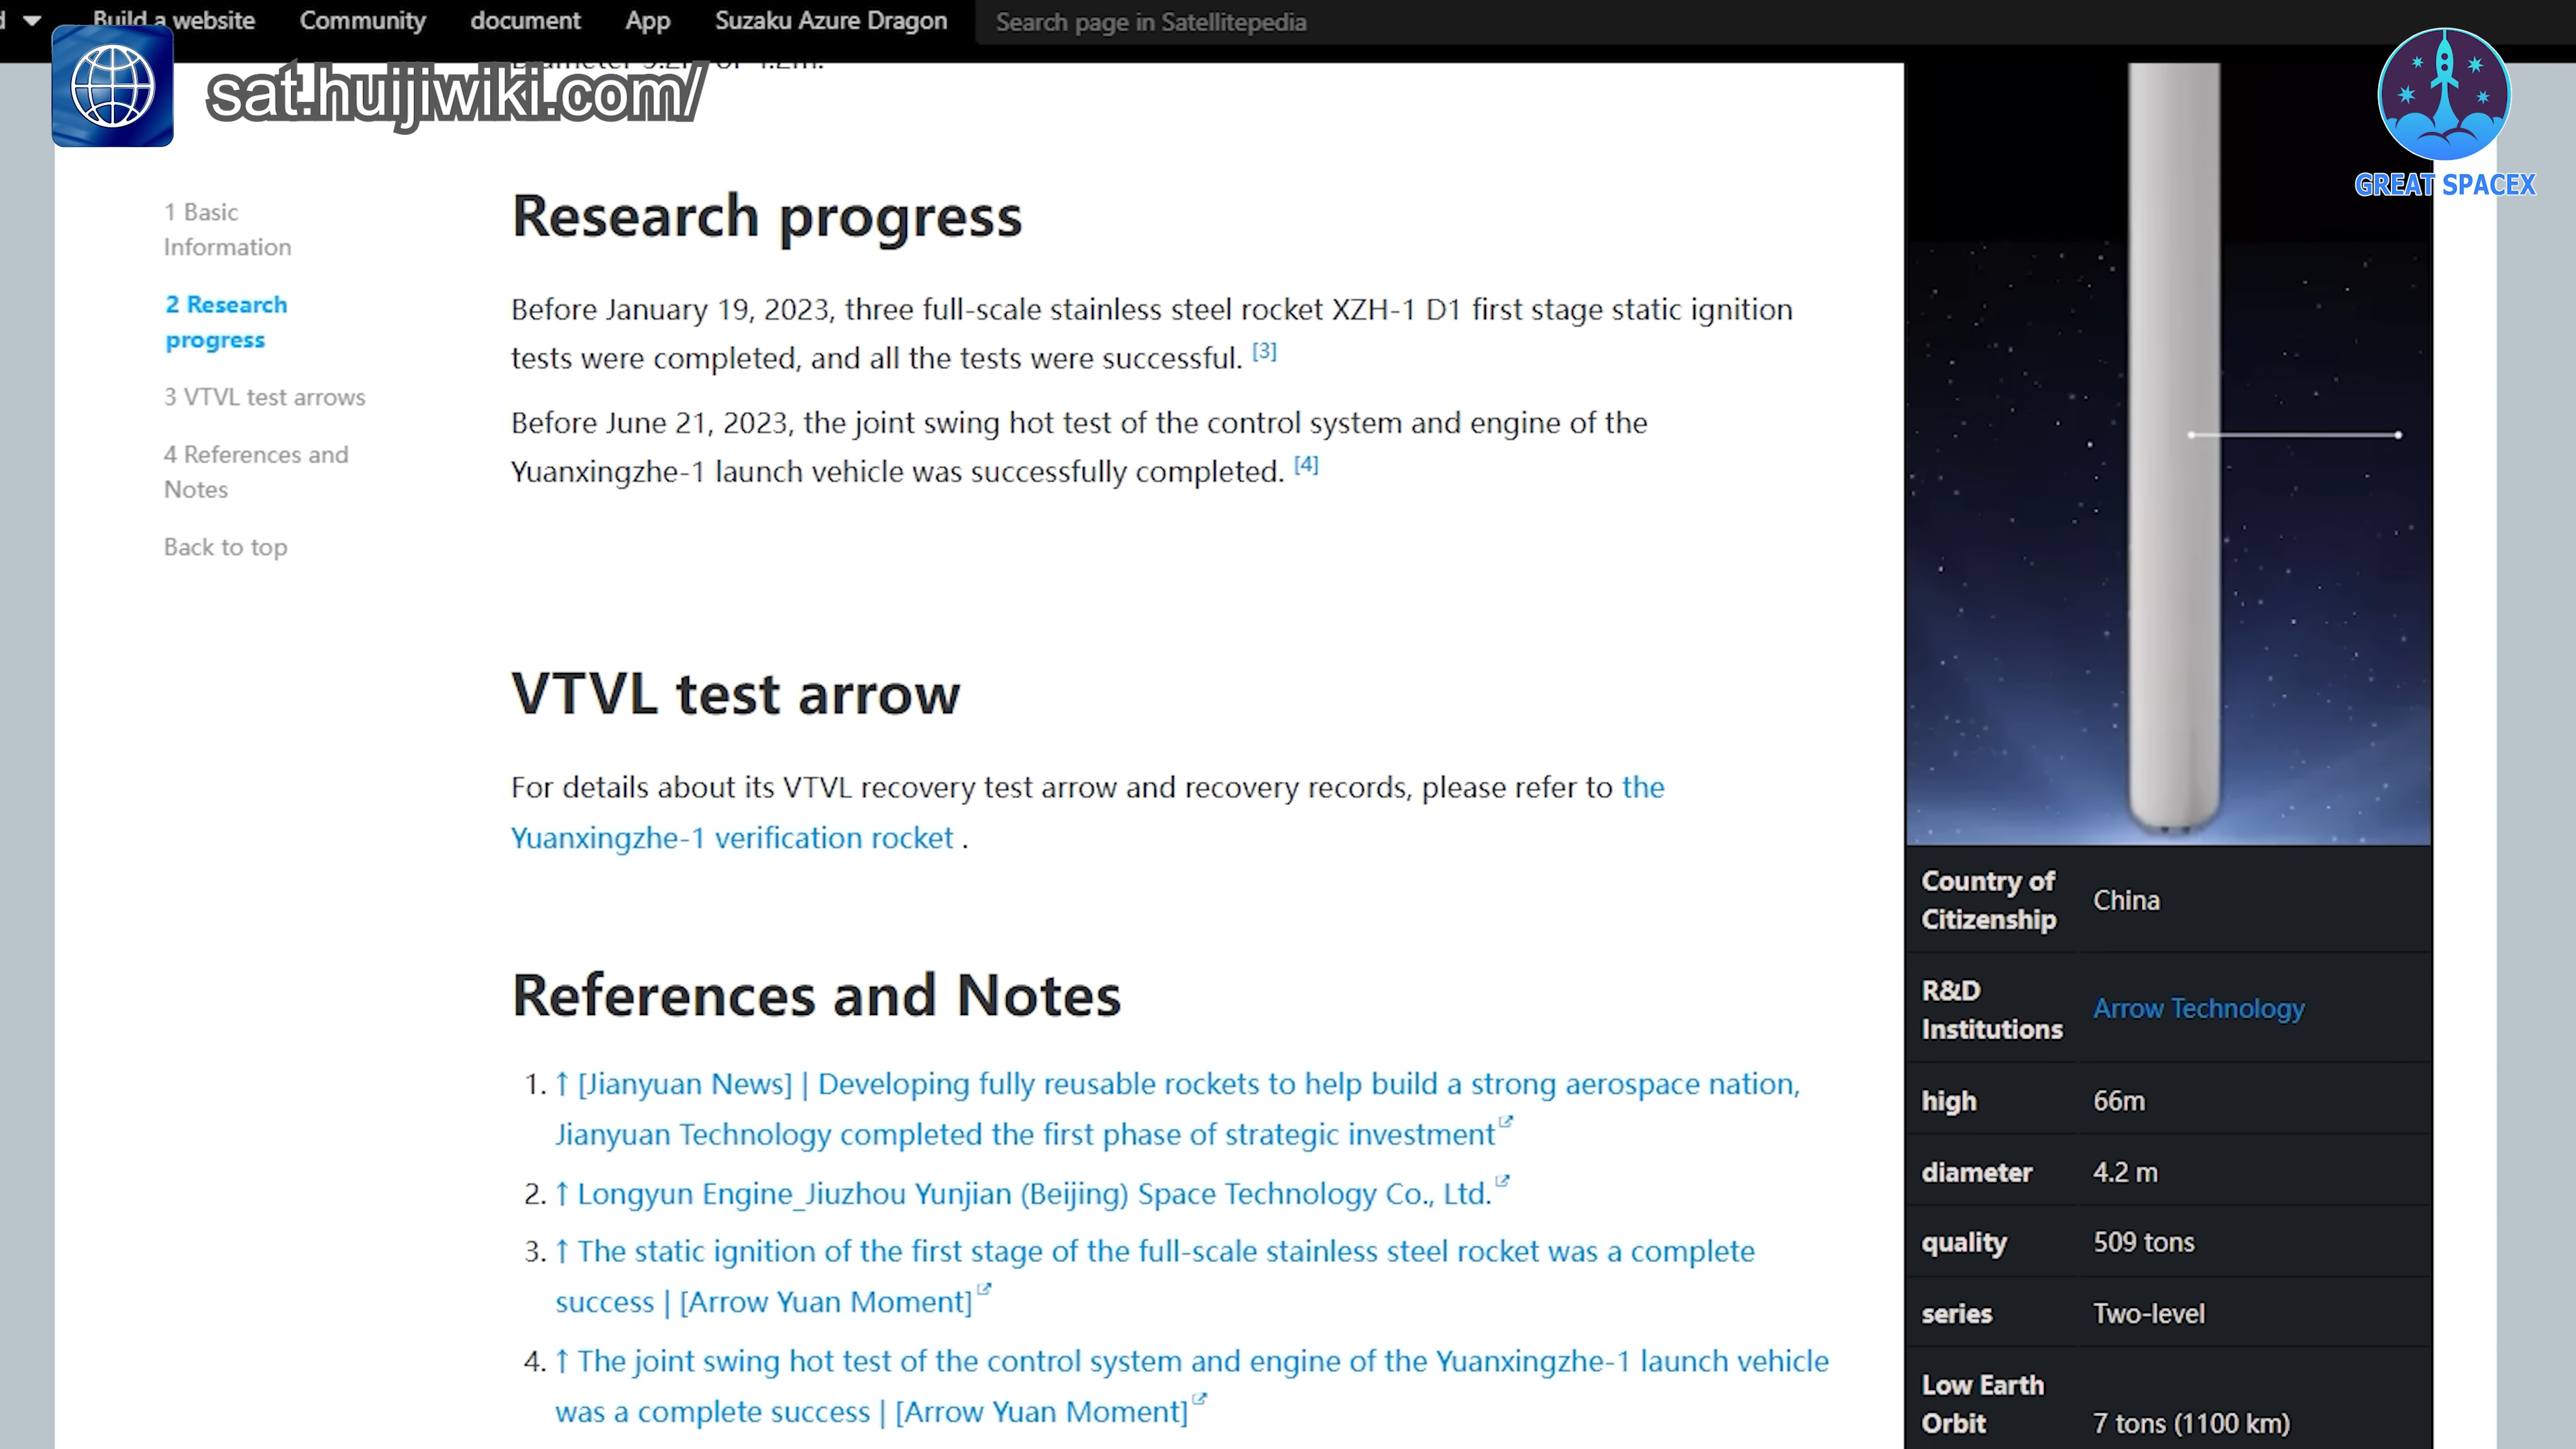 Build a website
Community
document
App
Suzaku Azure Dragon
Search page in Satellitepedia
sat.huijiwiki.com/
GREAT SPACEX
1 Basic
Information
2 Research
progress
3 VTVL test arrows
4 References and
Notes
Back to top
Research progress
Before January 19, 2023, three full-scale stainless steel rocket XZH-1 D1 first stage static ignition
tests were completed, and all the tests were successful. [3]
Before June 21, 2023, the joint swing hot test of the control system and engine of the
Yuanxingzhe-1 launch vehicle was successfully completed. [4]
VTVL test arrow
For details about its VTVL recovery test arrow and recovery records, please refer to the
Yuanxingzhe-1 verification rocket .
References and Notes
1. ↑ [Jianyuan News] | Developing fully reusable rockets to help build a strong aerospace nation,
Jianyuan Technology completed the first phase of strategic investment
2. ↑ Longyun Engine_Jiuzhou Yunjian (Beijing) Space Technology Co., Ltd.
3. ↑ The static ignition of the first stage of the full-scale stainless steel rocket was a complete
success | [Arrow Yuan Moment]
4. ↑ The joint swing hot test of the control system and engine of the Yuanxingzhe-1 launch vehicle
was a complete success | [Arrow Yuan Moment]
Country of
Citizenship
China
R&D
Institutions
Arrow Technology
high
66m
diameter
4.2 m
quality
509 tons
series
Two-level
Low Earth
Orbit
7 tons (1100 km)